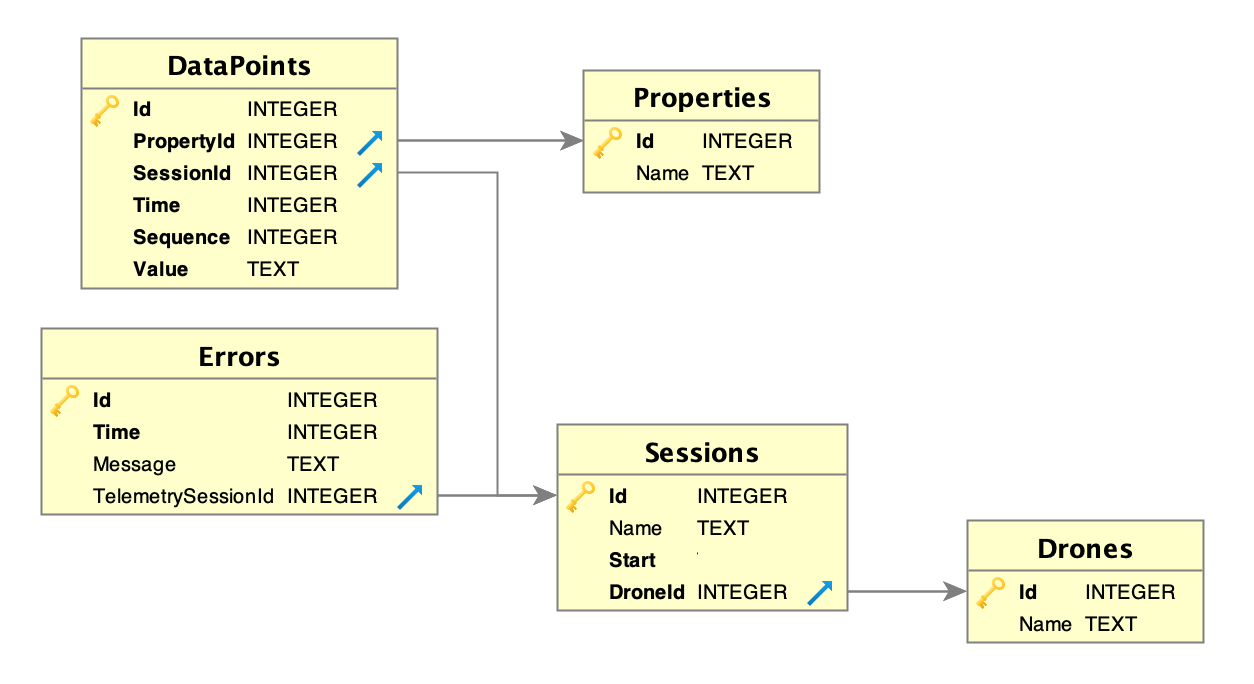 DataPoints
Id INTEGER
PropertyId INTEGER
SessionId INTEGER
Time INTEGER
Sequence INTEGER
Value TEXT
Properties
Id INTEGER
Name TEXT
Errors
Id INTEGER
Time INTEGER
Message TEXT
TelemetrySessionId INTEGER
Sessions
Id INTEGER
Name TEXT
Start
DroneId INTEGER
Drones
Id INTEGER
Name TEXT